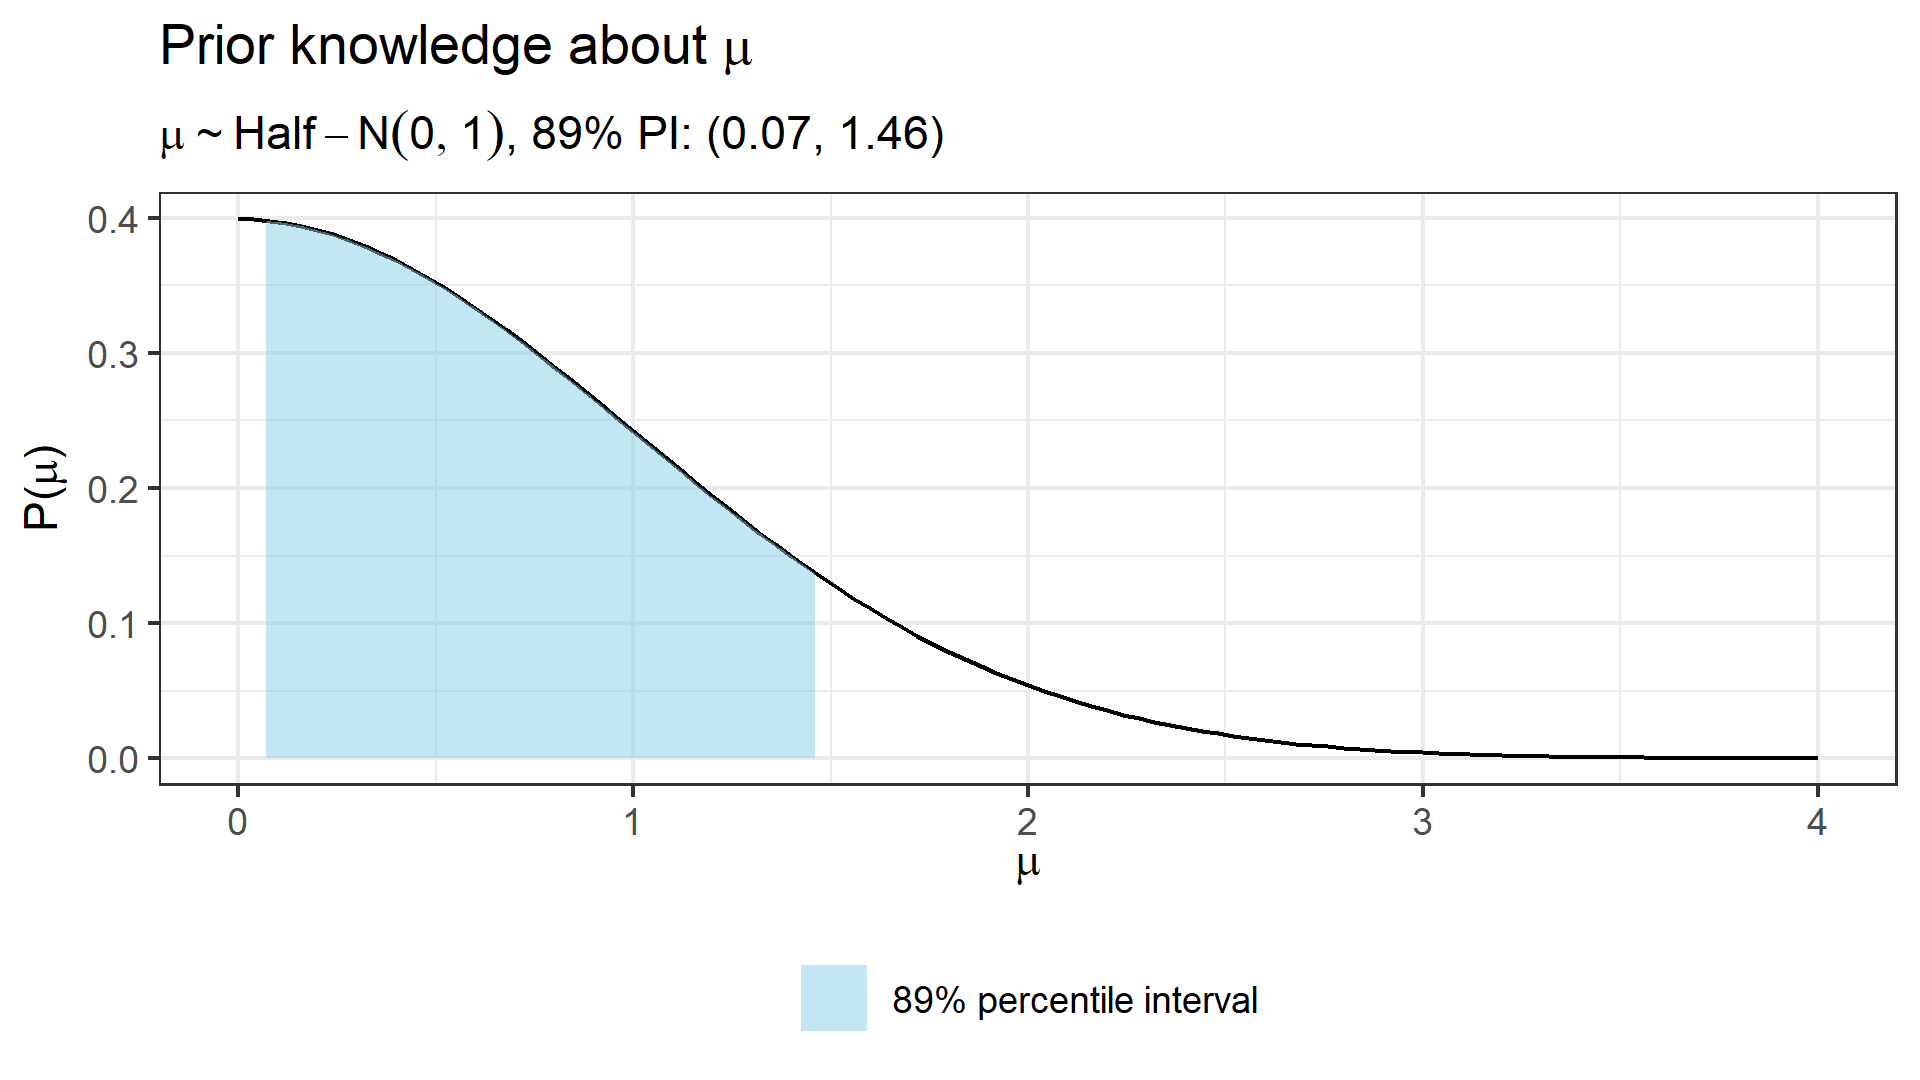 Prior knowledge about μ
μ ~ Half – N(0, 1), 89% PI: (0.07, 1.46)
P(μ)
0.4
0.3
0.2
0.1
0.0
0 1 2 3 4
μ
89% percentile interval